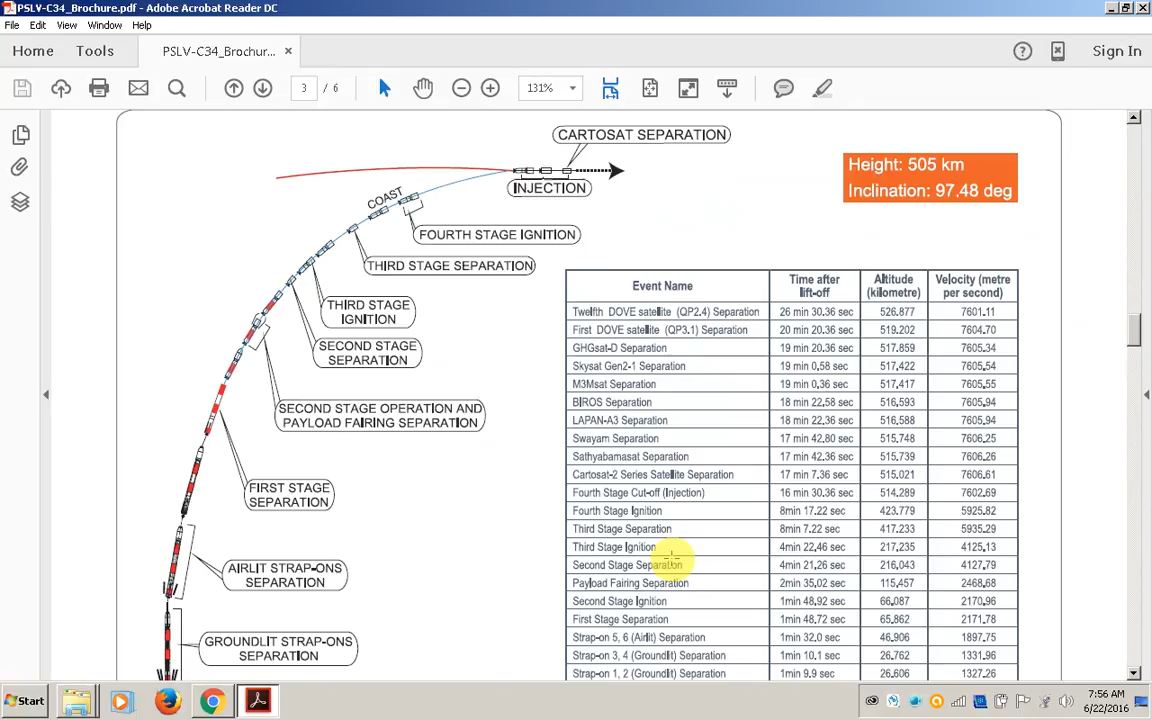 PSLV-C34_Brochure.pdf - Adobe Acrobat Reader DC
File Edit View Window Help
Home Tools PSLV-C34_Brochur... × Sign In
3 / 6 131%
CARTOSAT SEPARATION
Height: 505 km
Inclination: 97.48 deg
INJECTION
COAST
FOURTH STAGE IGNITION
THIRD STAGE SEPARATION
THIRD STAGE
IGNITION
SECOND STAGE
SEPARATION
SECOND STAGE OPERATION AND
PAYLOAD FAIRING SEPARATION
FIRST STAGE
SEPARATION
AIRLIT STRAP-ONS
SEPARATION
GROUNDLIT STRAP-ONS
SEPARATION
Event Name Time after lift-off Altitude (kilometre) Velocity (metre per second)
Twelfth DOVE satellite (QP2.4) Separation 26 min 30.36 sec 526.877 7601.11
First DOVE satellite (QP3.1) Separation 20 min 20.36 sec 519.202 7604.70
GHGsat-D Separation 19 min 20.36 sec 517.859 7605.34
Skysat Gen2-1 Separation 19 min 0.58 sec 517.422 7605.54
M3Msat Separation 19 min 0.36 sec 517.417 7605.55
BIROS Separation 18 min 22.58 sec 516.593 7605.94
LAPAN-A3 Separation 18 min 22.36 sec 516.588 7605.94
Swayam Separation 17 min 42.80 sec 515.748 7606.25
Sathyabamasat Separation 17 min 42.36 sec 515.739 7606.26
Cartosat-2 Series Satellite Separation 17 min 7.36 sec 515.021 7606.61
Fourth Stage Cut-off (Injection) 16 min 30.36 sec 514.289 7602.69
Fourth Stage Ignition 8min 17.22 sec 423.779 5925.82
Third Stage Separation 8min 7.22 sec 417.233 5935.29
Third Stage Ignition 4min 22.46 sec 217.235 4125.13
Second Stage Separation 4min 21.26 sec 216.043 4127.79
Payload Fairing Separation 2min 35.02 sec 115.457 2468.68
Second Stage Ignition 1min 48.92 sec 66.087 2170.96
First Stage Separation 1min 48.72 sec 65.862 2171.78
Strap-on 5, 6 (Airlit) Separation 1min 32.0 sec 46.906 1897.75
Strap-on 3, 4 (Groundlit) Separation 1min 10.1 sec 26.762 1331.96
Strap-on 1, 2 (Groundlit) Separation 1min 9.9 sec 26.606 1327.26
Start
7:56 AM
6/22/2016